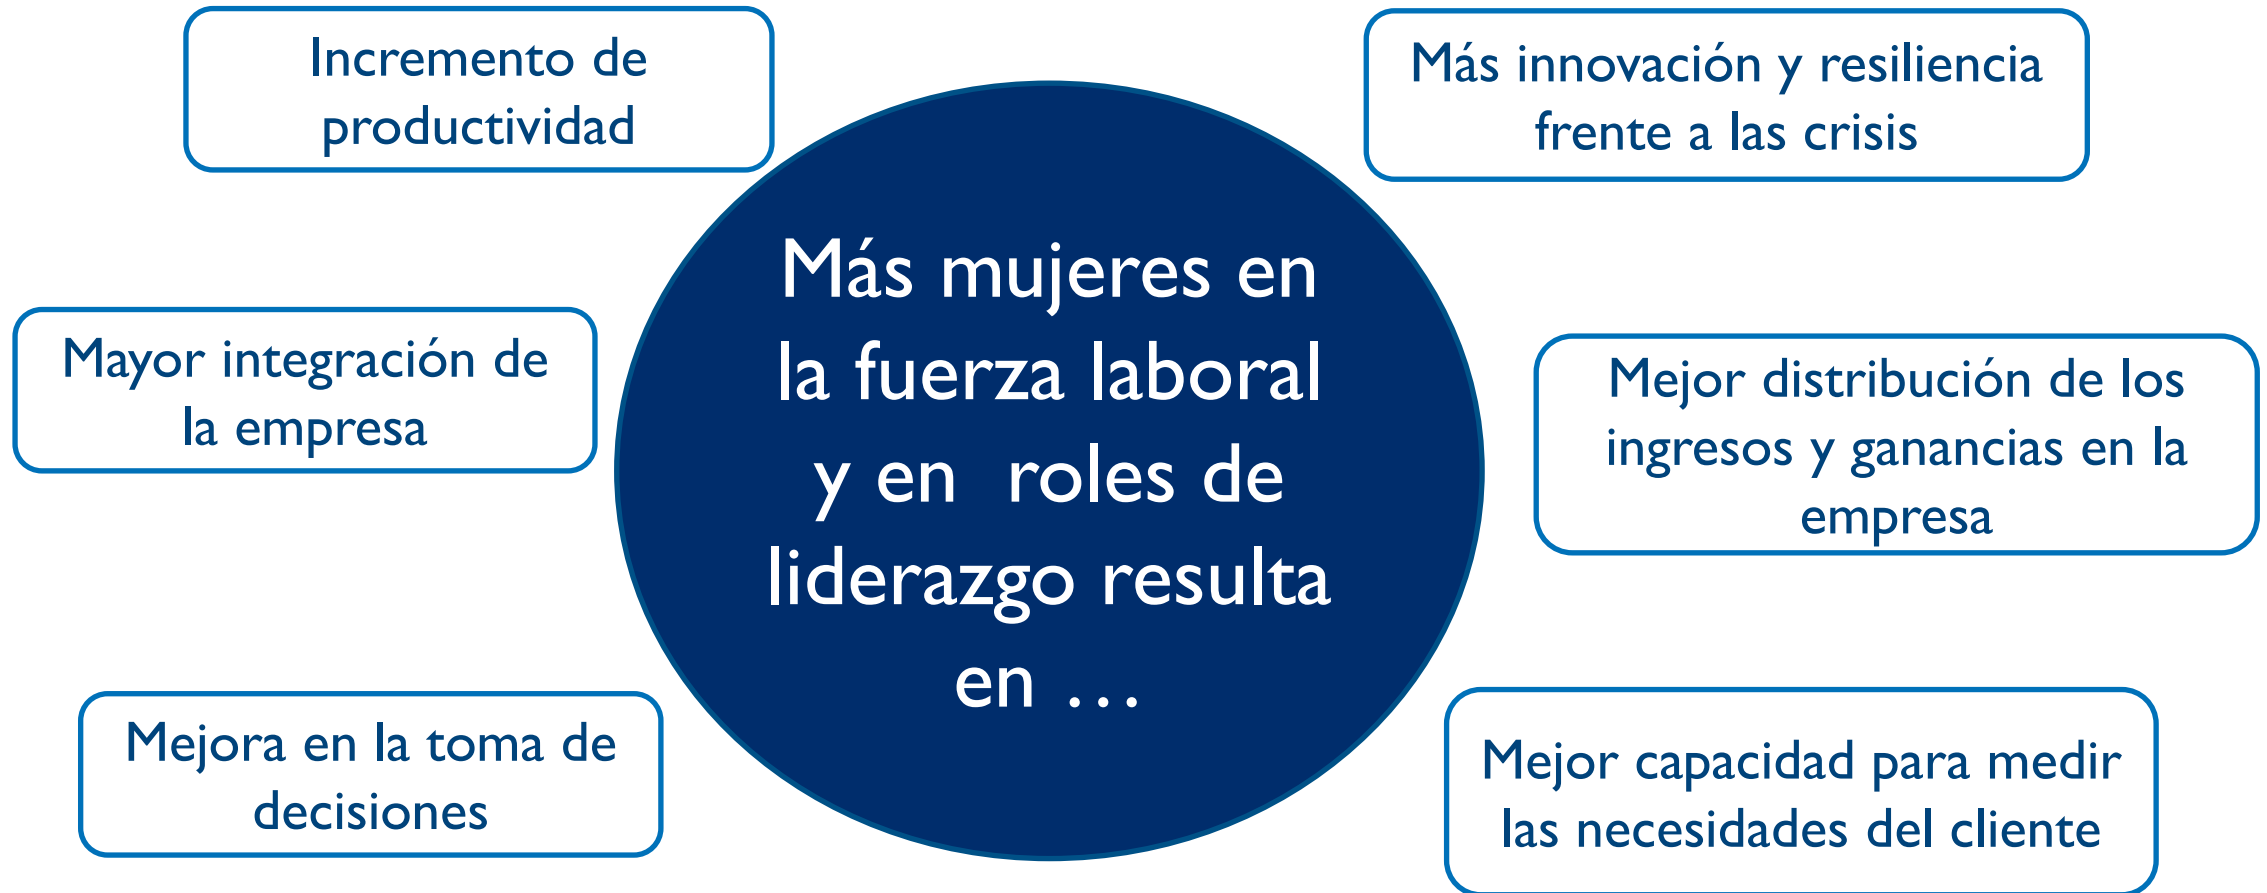 Incremento de
productividad
Más innovación y resiliencia
frente a las crisis
Más mujeres en
la fuerza laboral
y en roles de
liderazgo resulta
en …
Mayor integración de
la empresa
Mejor distribución de los
ingresos y ganancias en la
empresa
Mejora en la toma de
decisiones
Mejor capacidad para medir
las necesidades del cliente